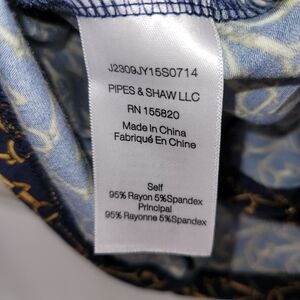 J2309JY15S0714
PIPES & SHAW LLC
RN 155820
Made In China
Fabriqué En Chine
Self
95% Rayon 5%Spandex
Principal
95% Rayonne 5%Spandex